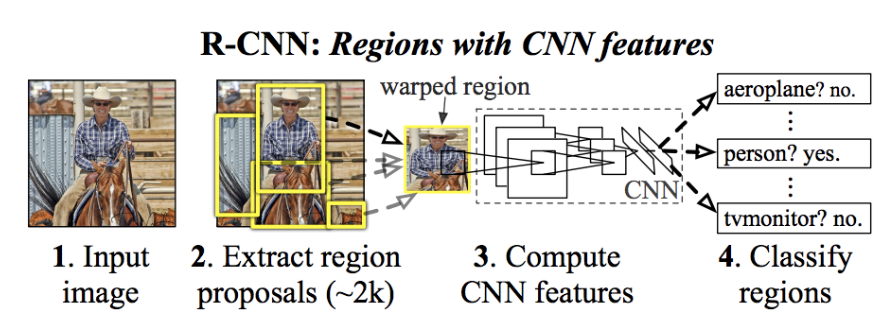 R-CNN: Regions with CNN features
warped region
aeroplane? no.
person? yes.
CNN
tvmonitor? no.
1. Input
image
2. Extract region
proposals (~2k)
3. Compute
CNN features
4. Classify
regions